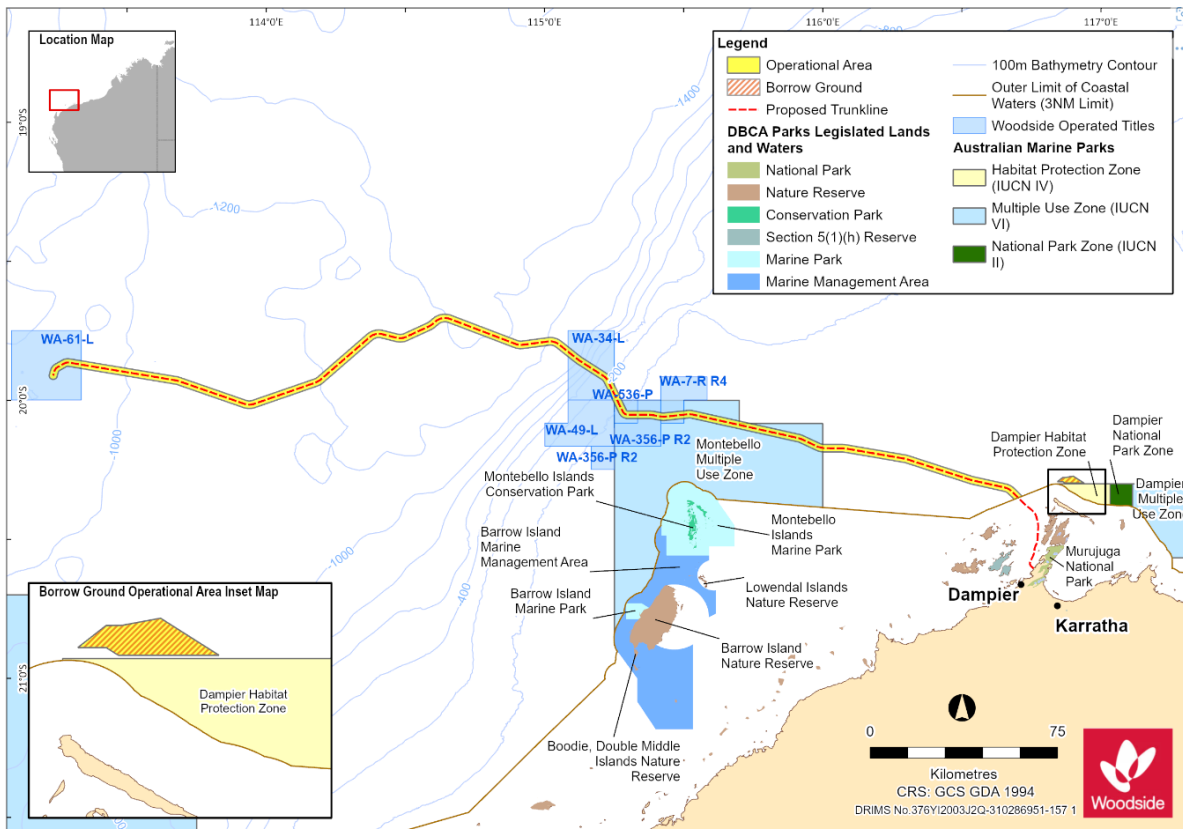 114°0'E
115°0'E
116°0'E
117°0'E
Location Map
19°0'S
20°0'S
21°0'S
Legend
Operational Area
Borrow Ground
Proposed Trunkline
DBCA Parks Legislated Lands
and Waters
National Park
Nature Reserve
Conservation Park
Section 5(1)(h) Reserve
Marine Park
Marine Management Area
100m Bathymetry Contour
Outer Limit of Coastal
Waters (3NM Limit)
Woodside Operated Titles
Australian Marine Parks
Habitat Protection Zone
(IUCN IV)
Multiple Use Zone (IUCN
VI)
National Park Zone (IUCN
II)
-1400
-1200
-1000
-1000
-800
-600
-400
-200
WA-61-L
WA-34-L
WA-7-R R4
WA-536-P
WA-49-L
WA-356-P R2
WA-356-P R2
Montebello
Multiple
Use Zone
Montebello Islands
Conservation Park
Barrow Island
Marine
Management Area
Barrow Island
Marine Park
Montebello
Islands
Marine Park
Lowendal Islands
Nature Reserve
Barrow Island
Nature Reserve
Boodie, Double Middle
Islands Nature
Reserve
Dampier Habitat
Protection Zone
Dampier
National
Park Zone
Dampier
Multiple
Use Zone
Murujuga
National
Park
Dampier
Karratha
Borrow Ground Operational Area Inset Map
Dampier Habitat
Protection Zone
0
75
Kilometres
CRS: GCS GDA 1994
DRIMS No.376YI2003J2Q-310286951-157 1
Woodside